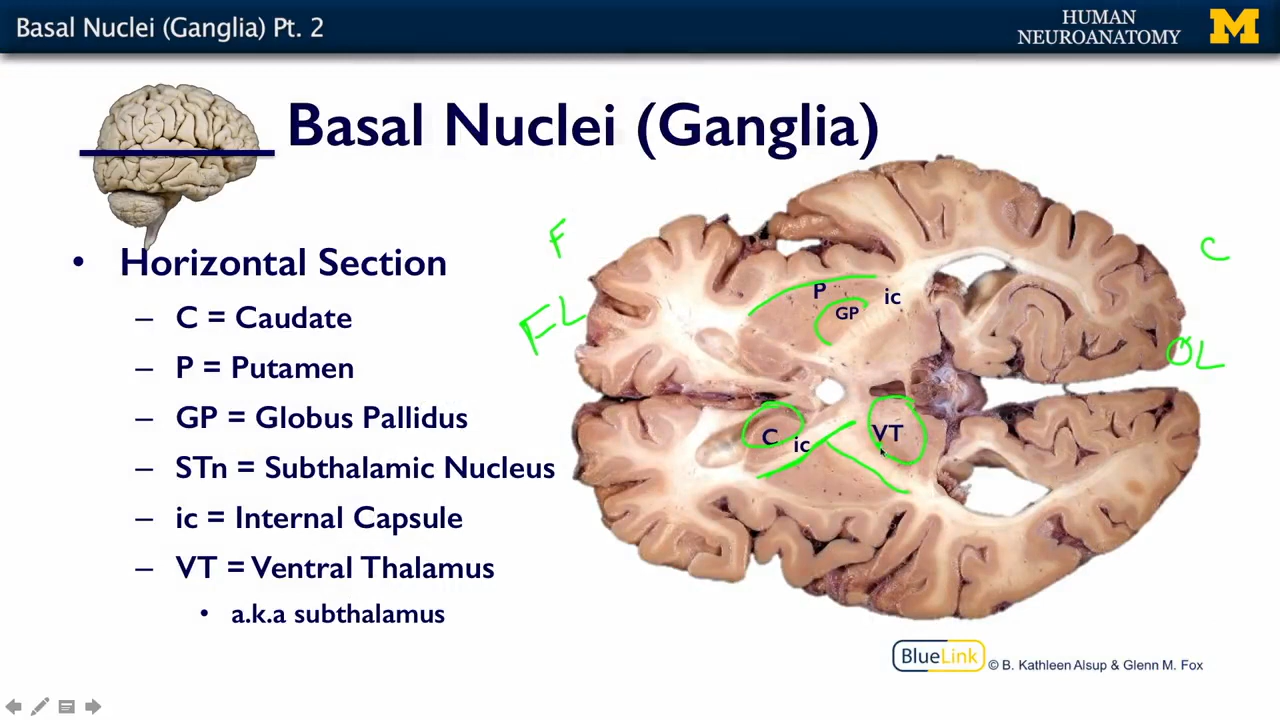 Basal Nuclei (Ganglia) Pt. 2
HUMAN
NEUROANATOMY
M
Basal Nuclei (Ganglia)
• Horizontal Section
– C = Caudate
– P = Putamen
– GP = Globus Pallidus
– STn = Subthalamic Nucleus
– ic = Internal Capsule
– VT = Ventral Thalamus
• a.k.a subthalamus
F
C
FL
OL
P
ic
GP
C
ic
VT
BlueLink
© B. Kathleen Alsup & Glenn M. Fox